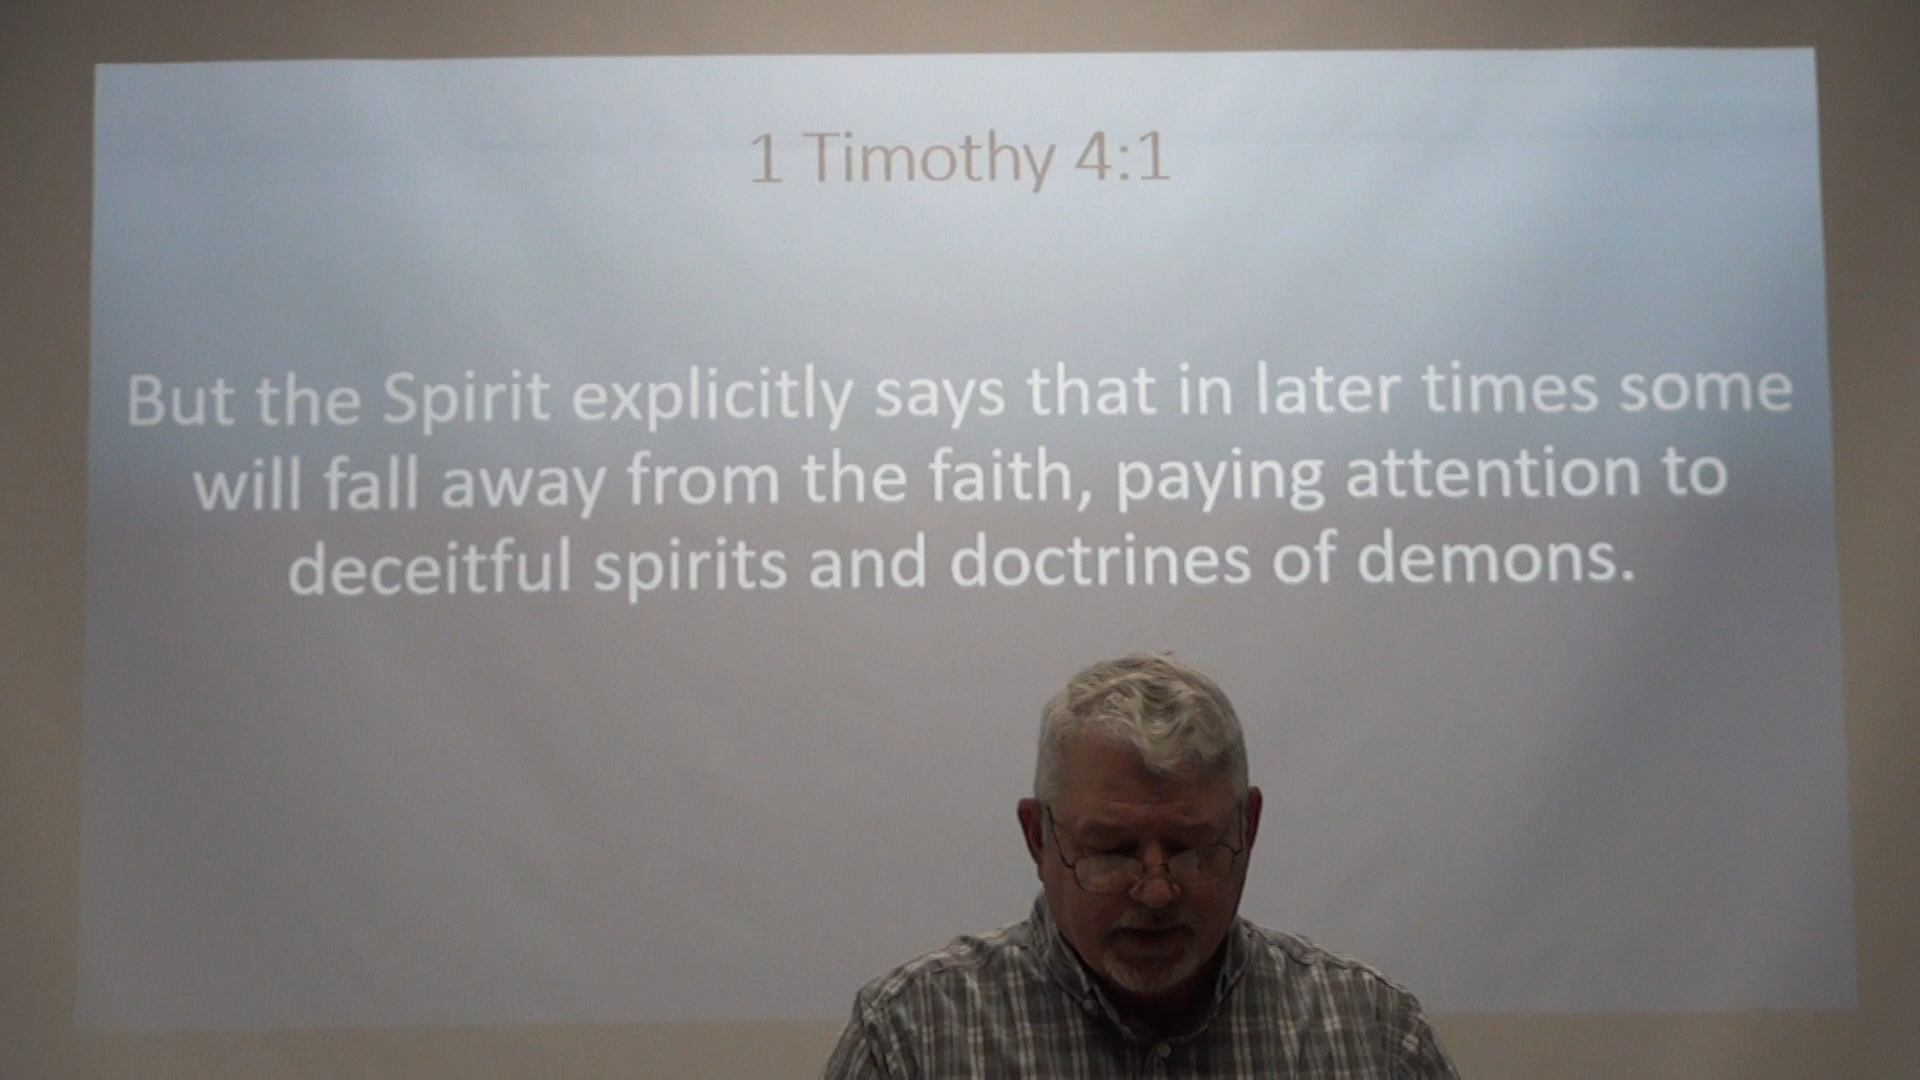 1 Timothy 4:1
But the Spirit explicitly says that in later times some
will fall away from the faith, paying attention to
deceitful spirits and doctrines of demons.